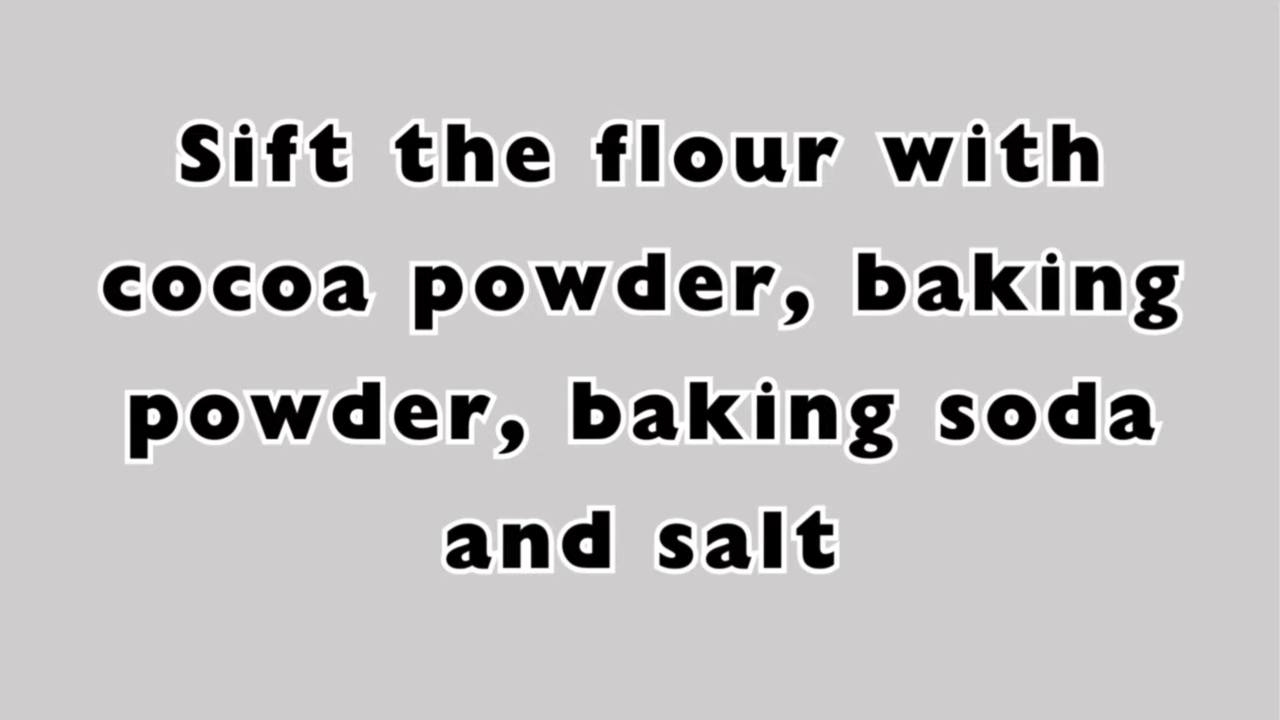 Sift the flour with
cocoa powder, baking
powder, baking soda
and salt